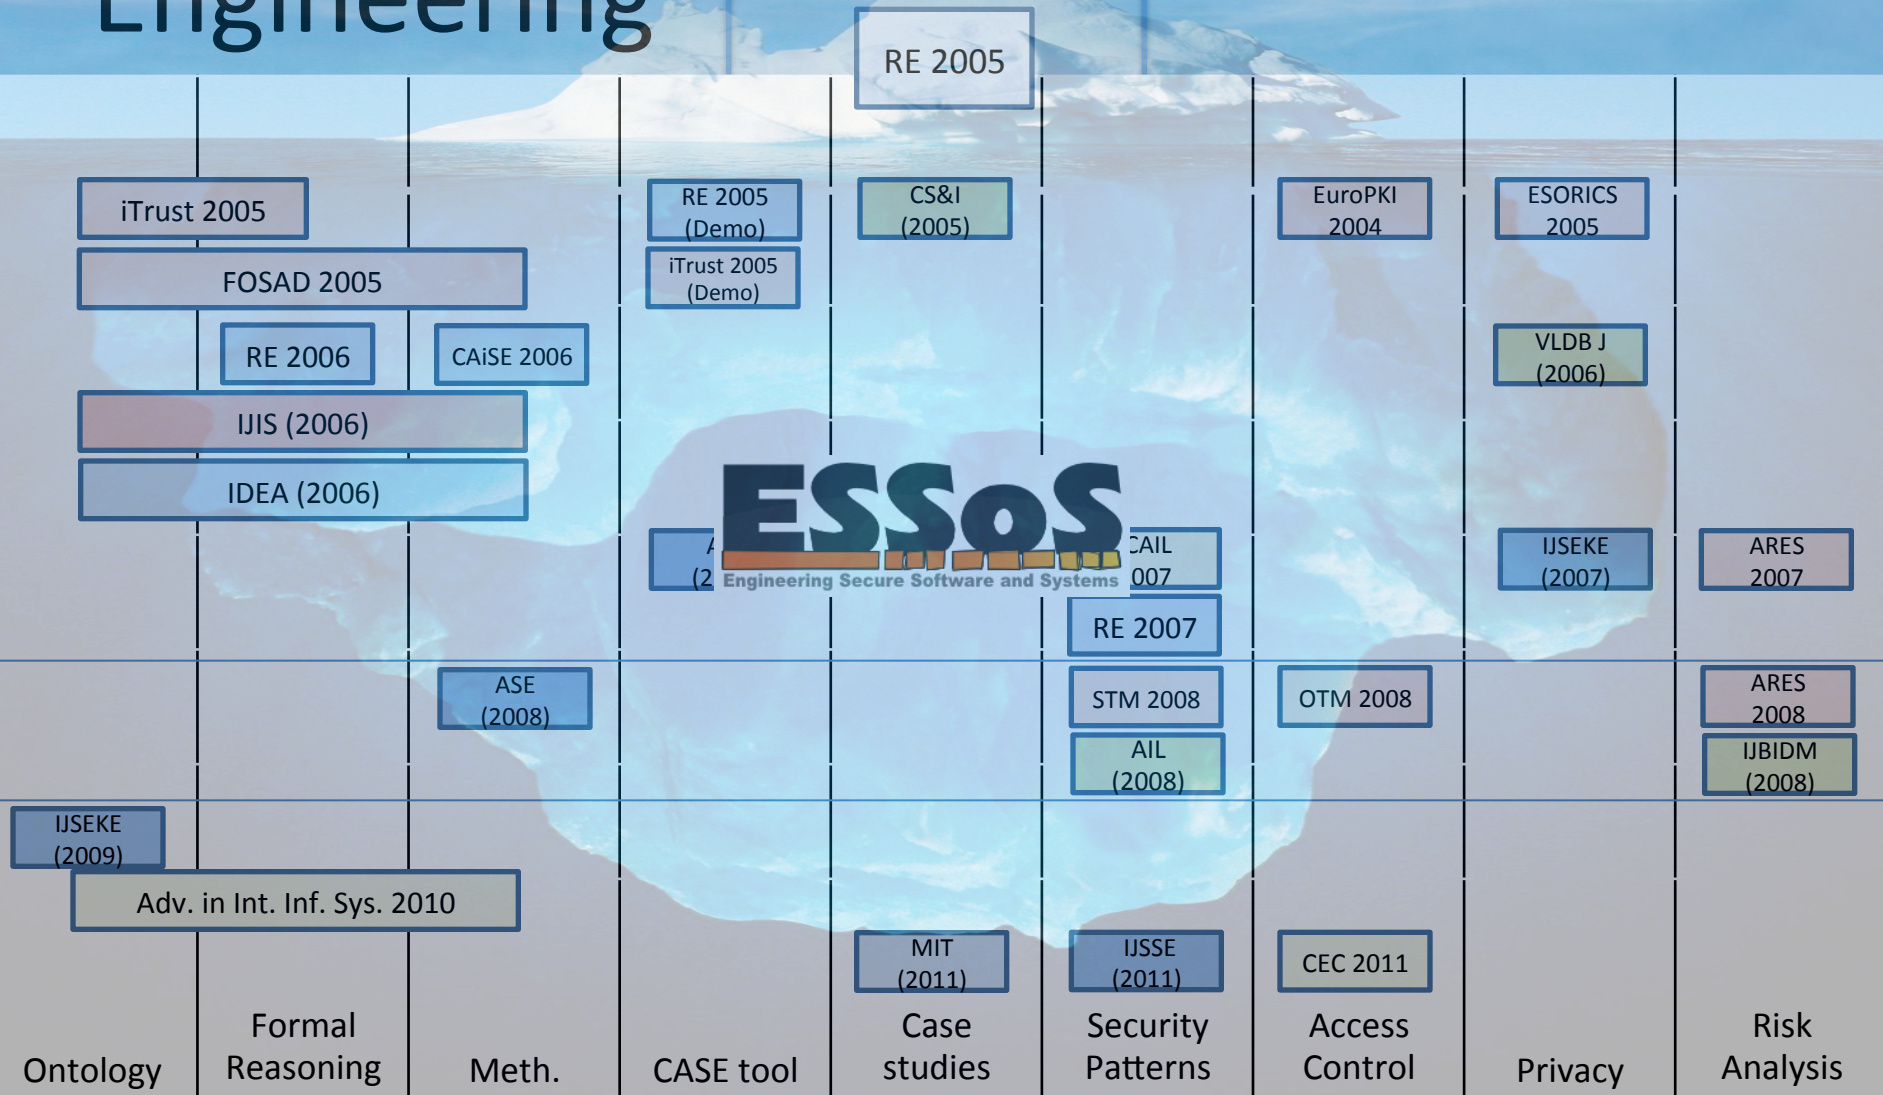 Engineering
RE 2005
iTrust 2005
RE 2005
(Demo)
CS&I
(2005)
EuroPKI
2004
ESORICS
2005
FOSAD 2005
iTrust 2005
(Demo)
RE 2006
CAiSE 2006
VLDB J
(2006)
IJIS (2006)
IDEA (2006)
ESSoS
Engineering Secure Software and Systems
CAIL
007
IJSEKE
(2007)
ARES
2007
RE 2007
ASE
(2008)
STM 2008
OTM 2008
ARES
2008
AIL
(2008)
IJBIDM
(2008)
IJSEKE
(2009)
Adv. in Int. Inf. Sys. 2010
MIT
(2011)
IJSSE
(2011)
CEC 2011
Ontology
Formal
Reasoning
Meth.
CASE tool
Case
studies
Security
Patterns
Access
Control
Privacy
Risk
Analysis